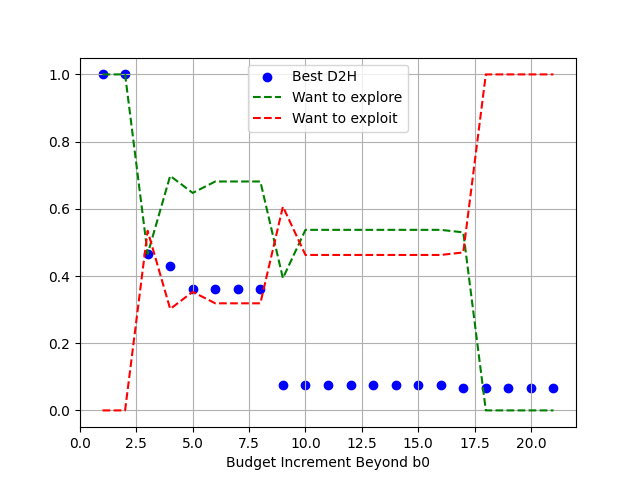 1.0
0.8
0.6
0.4
0.2
0.0
Best D2H
Want to explore
Want to exploit
0.0 2.5 5.0 7.5 10.0 12.5 15.0 17.5 20.0
Budget Increment Beyond b0